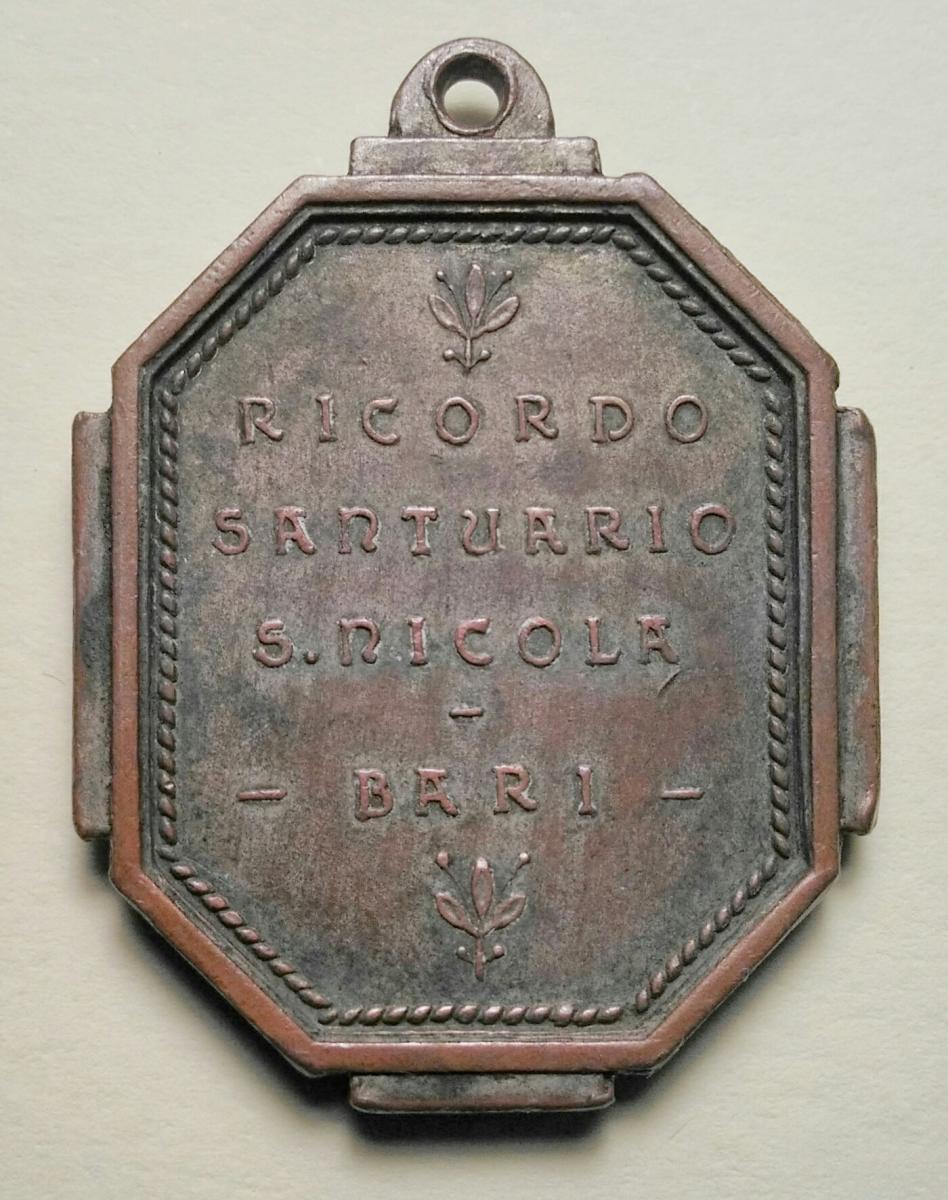 RICORDO
SANTUARIO
S. NICOLA
-
- BARI -